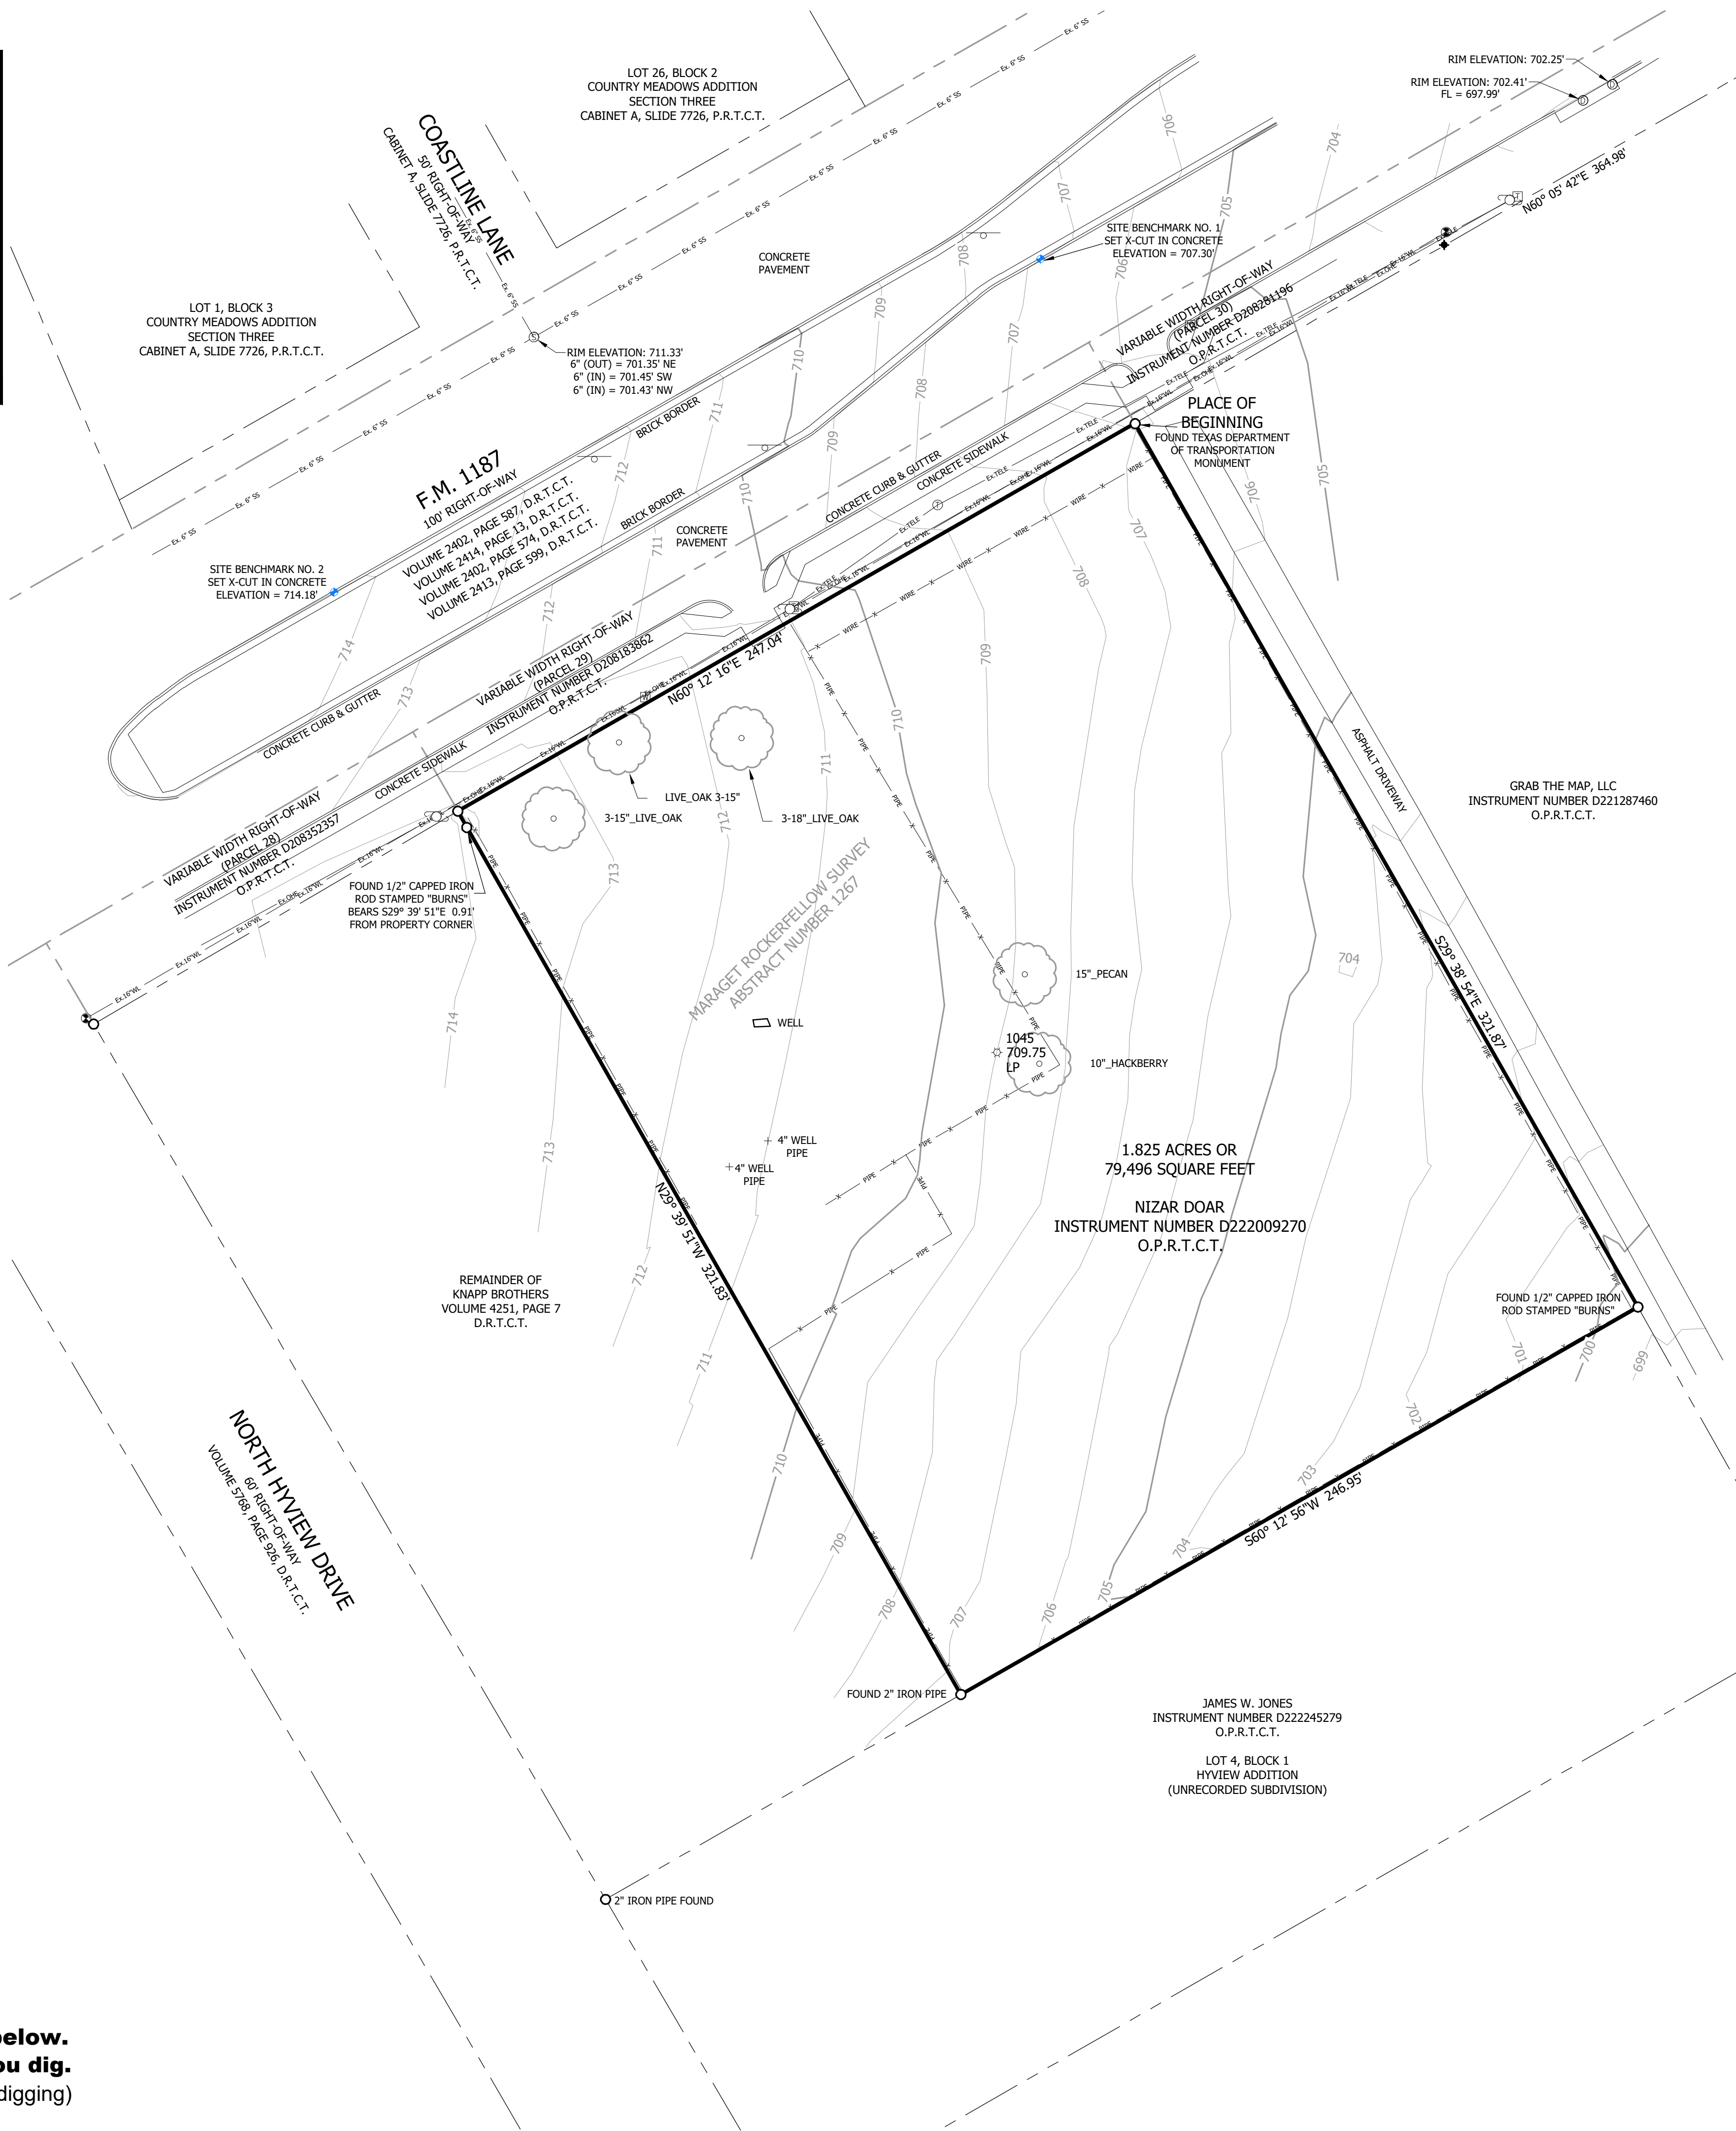 LOT 26, BLOCK 2
COUNTRY MEADOWS ADDITION
SECTION THREE
CABINET A, SLIDE 7726, P.R.T.C.T.
RIM ELEVATION: 702.25'
RIM ELEVATION: 702.41'
FL = 697.99'
N60° 05' 42"E 364.98'
COASTLINE LANE
50' RIGHT-OF-WAY
CABINET A, SLIDE 7726, P.R.T.C.T.
Ex. 6" SS
LOT 1, BLOCK 3
COUNTRY MEADOWS ADDITION
SECTION THREE
CABINET A, SLIDE 7726, P.R.T.C.T.
CONCRETE
PAVEMENT
SITE BENCHMARK NO. 1
SET X-CUT IN CONCRETE
ELEVATION = 707.30'
RIM ELEVATION: 711.33'
6" (OUT) = 701.35' NE
6" (IN) = 701.45' SW
6" (IN) = 701.43' NW
VARIABLE WIDTH RIGHT-OF-WAY
(PARCEL 30)
INSTRUMENT NUMBER D208281196
O.P.R.T.C.T.
PLACE OF
BEGINNING
FOUND TEXAS DEPARTMENT
OF TRANSPORTATION
MONUMENT
BRICK BORDER
F.M. 1187
100' RIGHT-OF-WAY
VOLUME 2402, PAGE 587, D.R.T.C.T.
VOLUME 2414, PAGE 13, D.R.T.C.T.
VOLUME 2402, PAGE 574, D.R.T.C.T.
VOLUME 2413, PAGE 599, D.R.T.C.T.
BRICK BORDER
CONCRETE
PAVEMENT
CONCRETE CURB & GUTTER
CONCRETE SIDEWALK
SITE BENCHMARK NO. 2
SET X-CUT IN CONCRETE
ELEVATION = 714.18'
VARIABLE WIDTH RIGHT-OF-WAY
(PARCEL 29)
INSTRUMENT NUMBER D208183862
O.P.R.T.C.T.
N60° 12' 16"E 247.04'
CONCRETE CURB & GUTTER
CONCRETE SIDEWALK
LIVE_OAK 3-15"
3-15"_LIVE_OAK
3-18"_LIVE_OAK
VARIABLE WIDTH RIGHT-OF-WAY
(PARCEL 28)
INSTRUMENT NUMBER D208352357
O.P.R.T.C.T.
FOUND 1/2" CAPPED IRON
ROD STAMPED "BURNS"
BEARS S29° 39' 51"E 0.91'
FROM PROPERTY CORNER
MARAGET ROCKERFELLOW SURVEY
ABSTRACT NUMBER 1267
ASPHALT DRIVEWAY
GRAB THE MAP, LLC
INSTRUMENT NUMBER D221287460
O.P.R.T.C.T.
S29° 38' 54"E 321.87'
15"_PECAN
WELL
1045
709.75
LP
10"_HACKBERRY
4" WELL
PIPE
4" WELL
PIPE
1.825 ACRES OR
79,496 SQUARE FEET
NIZAR DOAR
INSTRUMENT NUMBER D222009270
O.P.R.T.C.T.
N29° 39' 51"W 321.83'
REMAINDER OF
KNAPP BROTHERS
VOLUME 4251, PAGE 7
D.R.T.C.T.
FOUND 1/2" CAPPED IRON
ROD STAMPED "BURNS"
NORTH HYVIEW DRIVE
60' RIGHT-OF-WAY
VOLUME 5768, PAGE 926, D.R.T.C.T.
S60° 12' 56"W 246.95'
FOUND 2" IRON PIPE
JAMES W. JONES
INSTRUMENT NUMBER D222245279
O.P.R.T.C.T.
LOT 4, BLOCK 1
HYVIEW ADDITION
(UNRECORDED SUBDIVISION)
2" IRON PIPE FOUND
below.
ou dig.
digging)